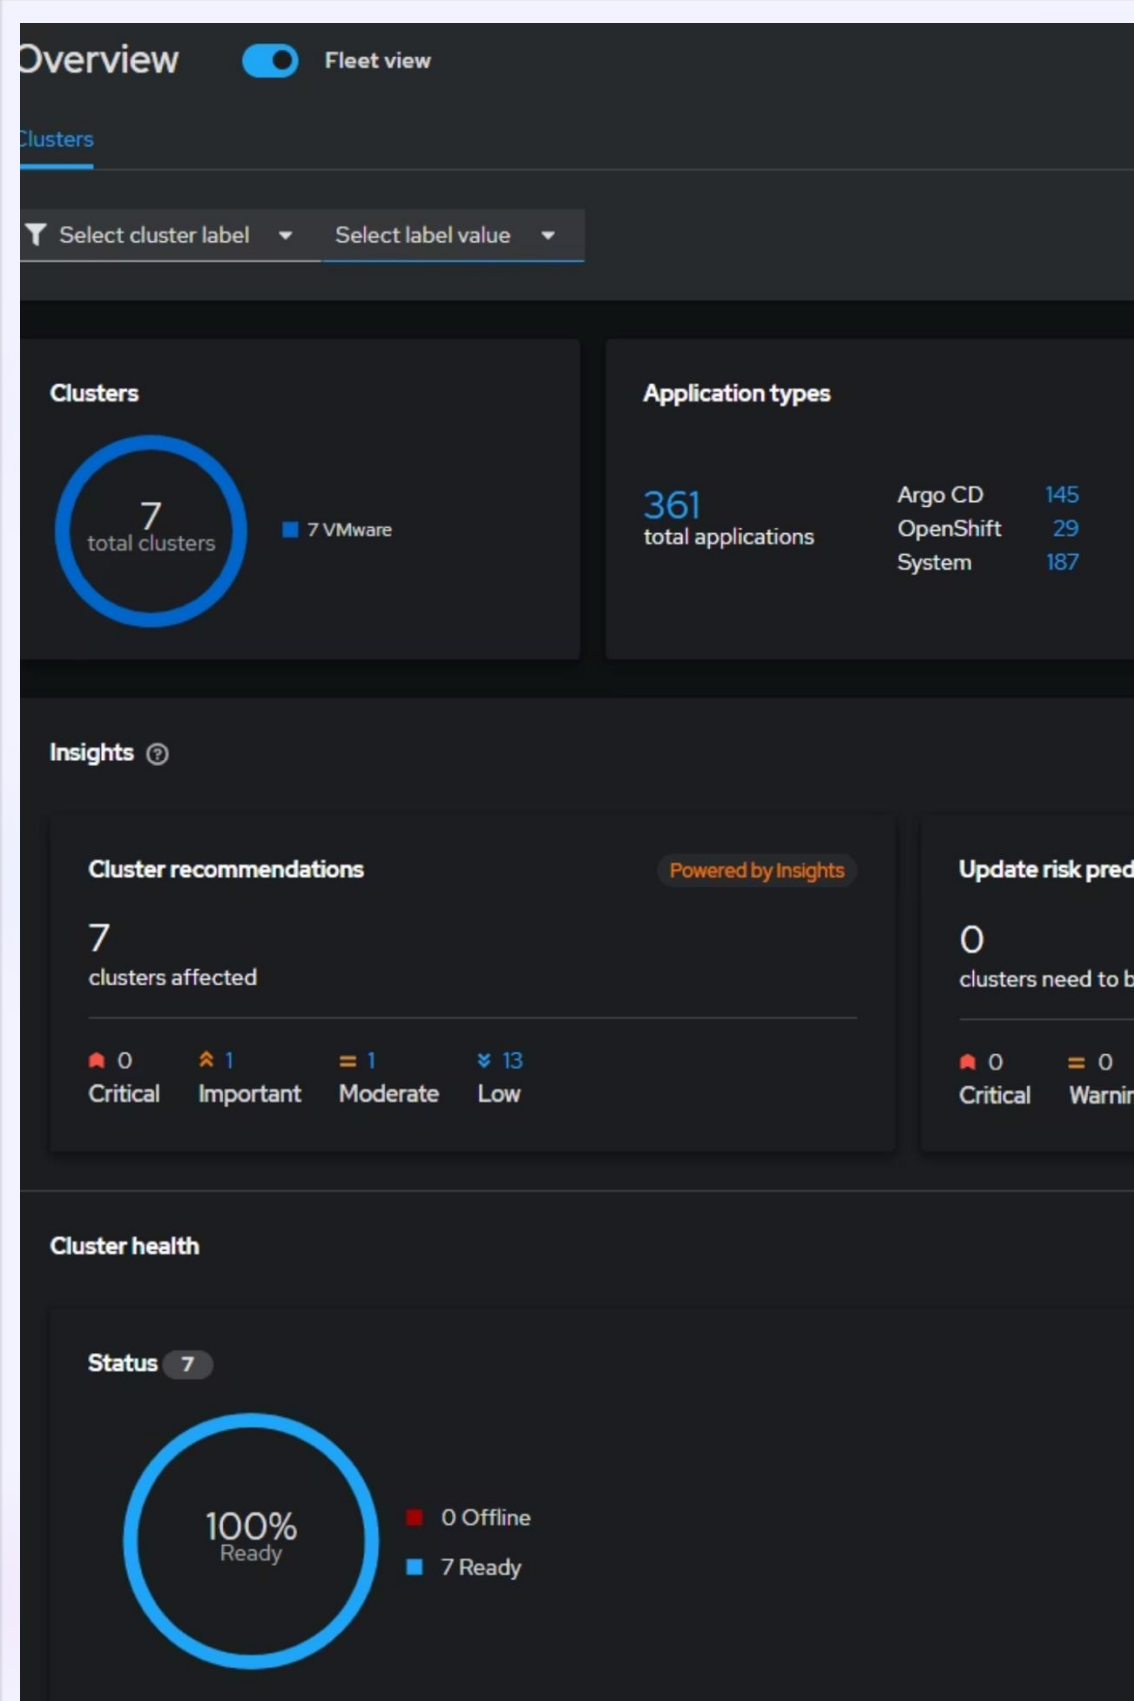 Overview Fleet view
Clusters
Select cluster label Select label value
Clusters
7
total clusters
7 VMware
Application types
361
total applications
Argo CD 145
OpenShift 29
System 187
Insights
Cluster recommendations Powered by Insights
7
clusters affected
0 1 1 13
Critical Important Moderate Low
Update risk pred
0
clusters need to b
0 0
Critical Warnin
Cluster health
Status 7
100%
Ready
0 Offline
7 Ready